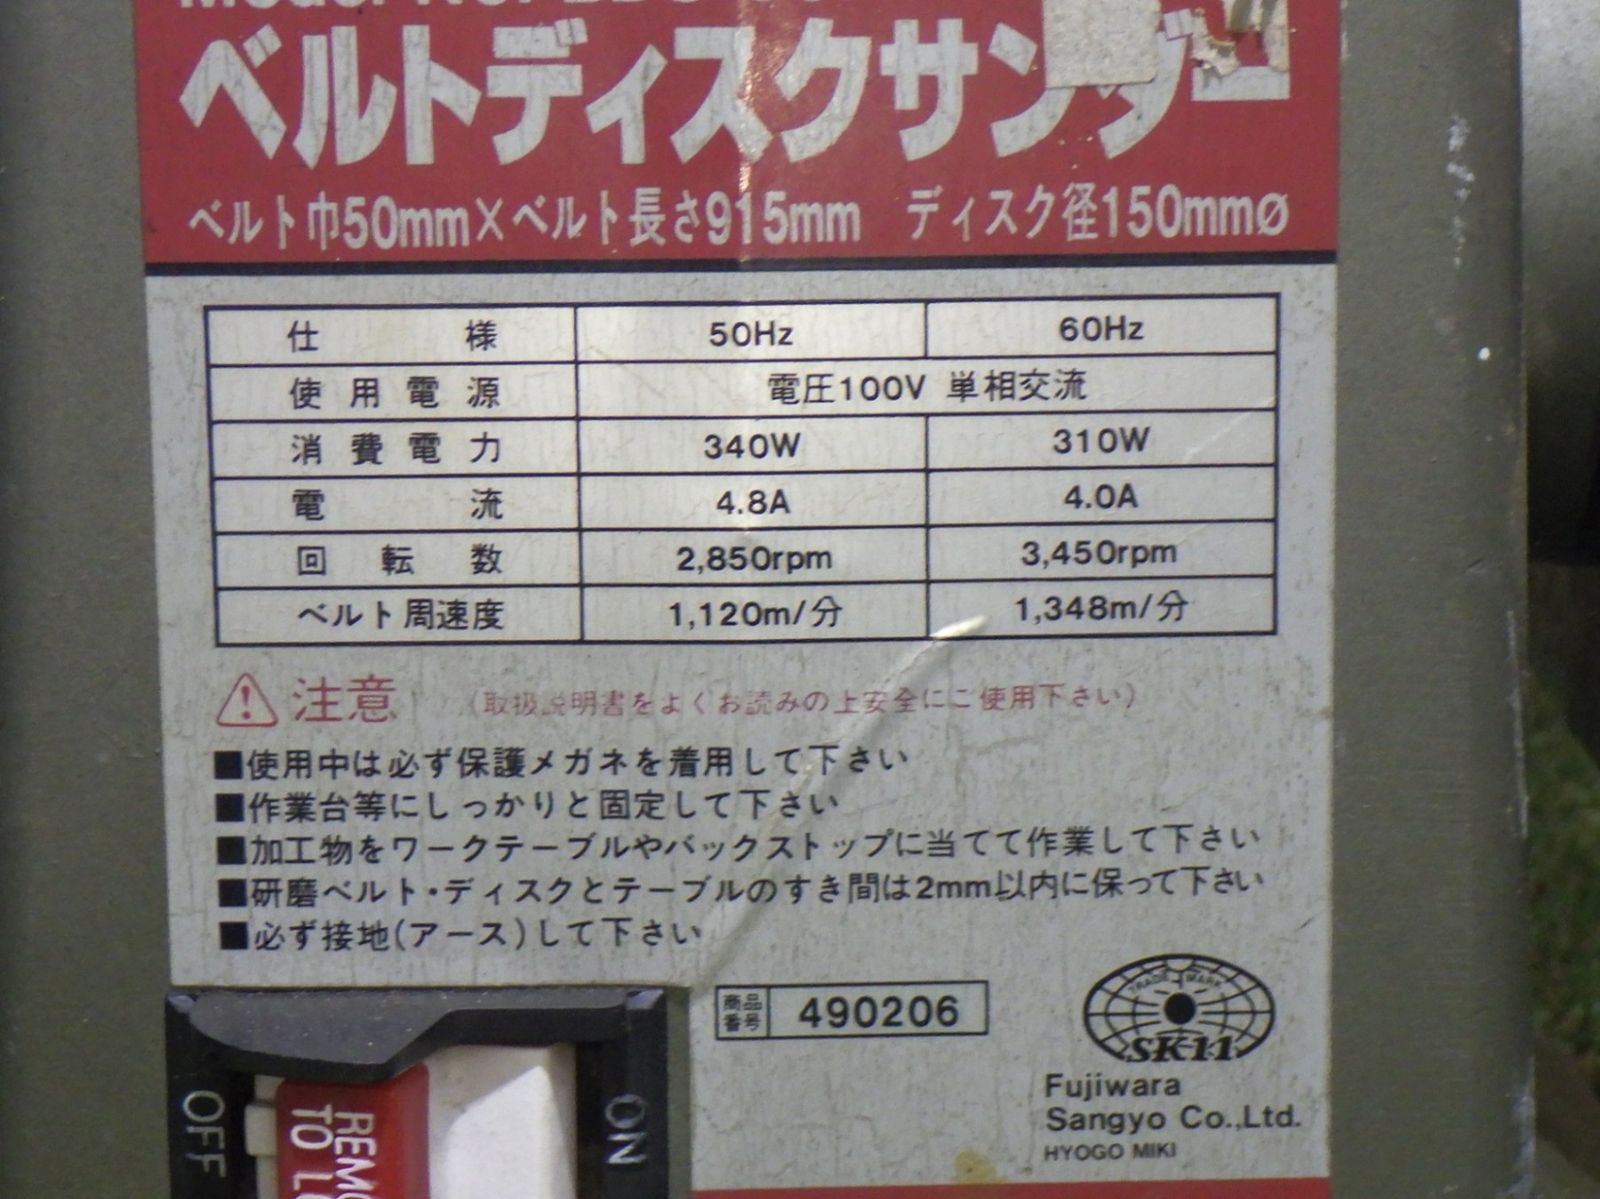 ベルトディスクサンダー
ベルト巾50mm×ベルト長さ915mm ディスク径150mmø
仕様 50Hz 60Hz
使用電源 電圧100V 単相交流
消費電力 340W 310W
電流 4.8A 4.0A
回転数 2,850rpm 3,450rpm
ベルト周速度 1,120m/分 1,348m/分
注意 (取扱説明書をよくお読みの上安全にご使用下さい)
■使用中は必ず保護メガネを着用して下さい
■作業台等にしっかりと固定して下さい
■加工物をワークテーブルやバックストップに当てて作業して下さい
■研磨ベルト・ディスクとテーブルのすき間は2mm以内に保って下さい
■必ず接地(アース)して下さい
商品番号 490206
TRADE MARK
SK11
Fujiwara
Sangyo Co.,Ltd.
HYOGO MIKI
OFF
ON
TO